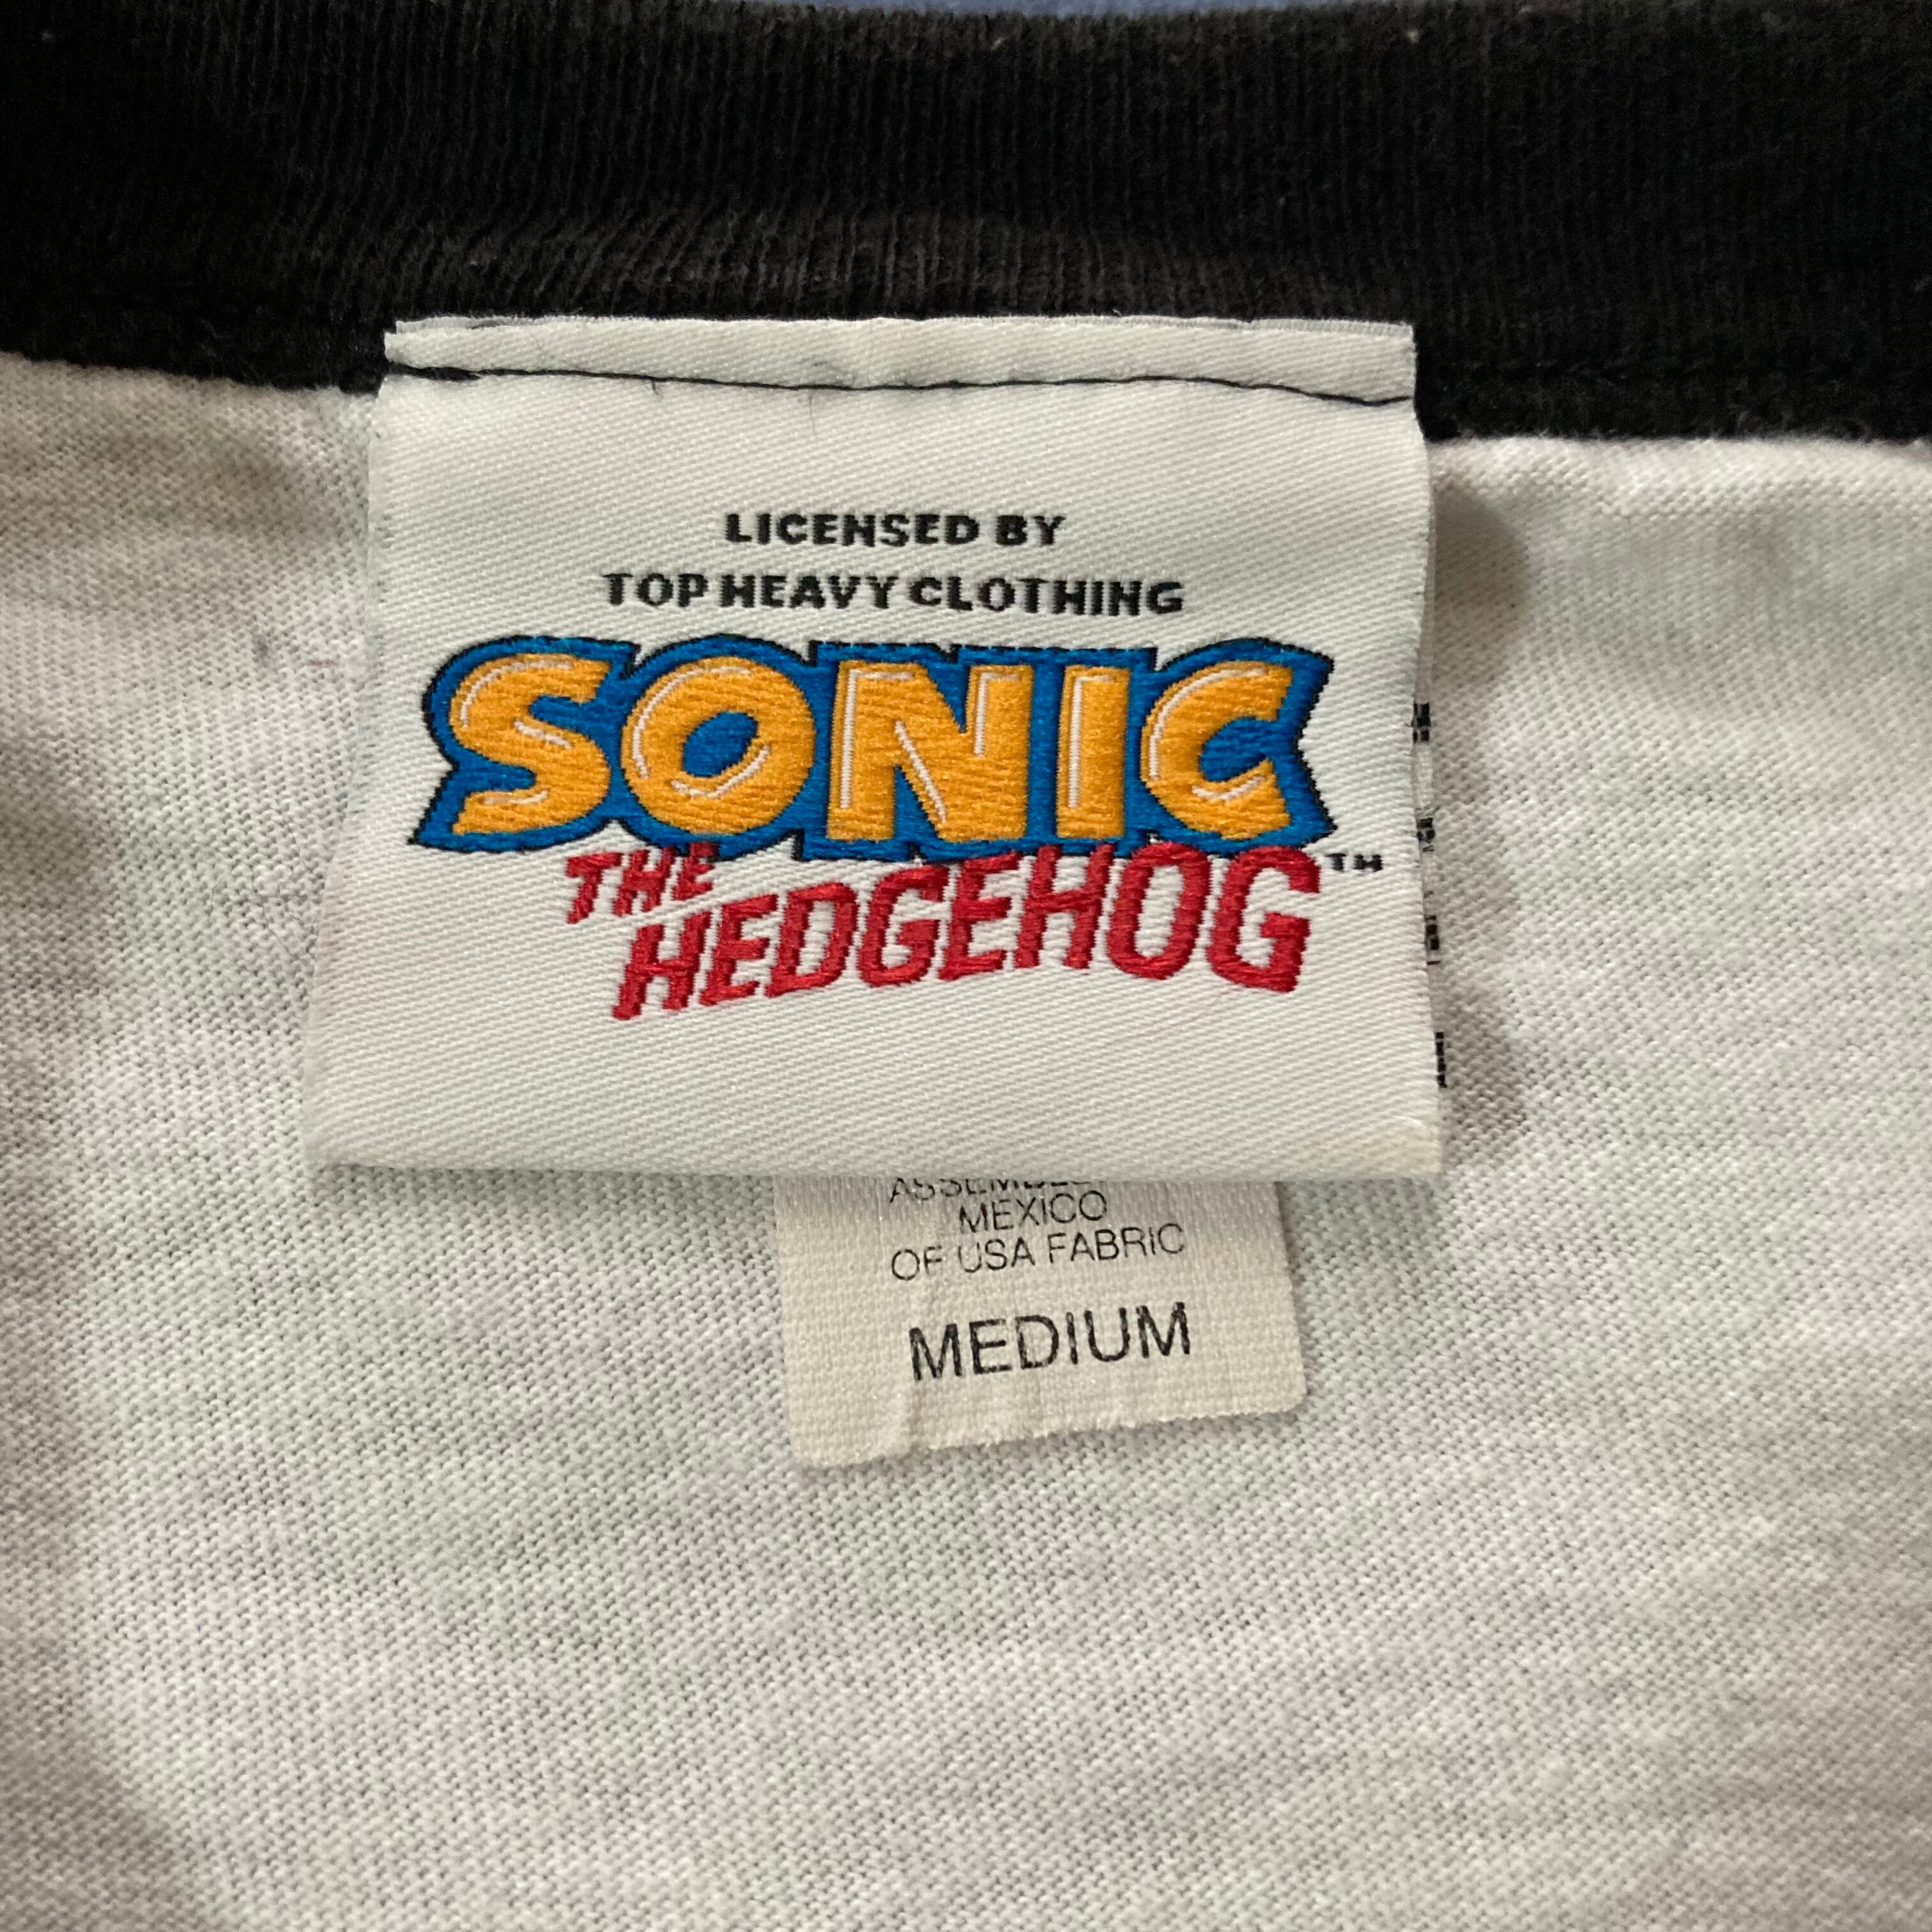 LICENSED BY
TOP HEAVY CLOTHING
SONIC
THE
HEDGEHOG™
MEXICO
OF USA FABRIC
MEDIUM